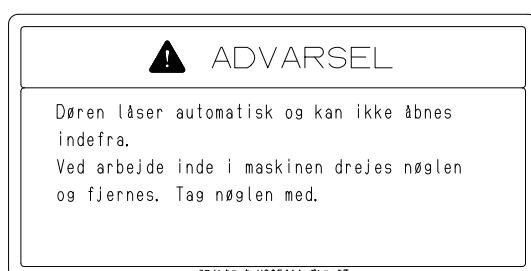 ADVARSEL
Døren låser automatisk og kan ikke åbnes
indefra.
Ved arbejde inde i maskinen drejes nøglen
og fjernes. Tag nøglen med.